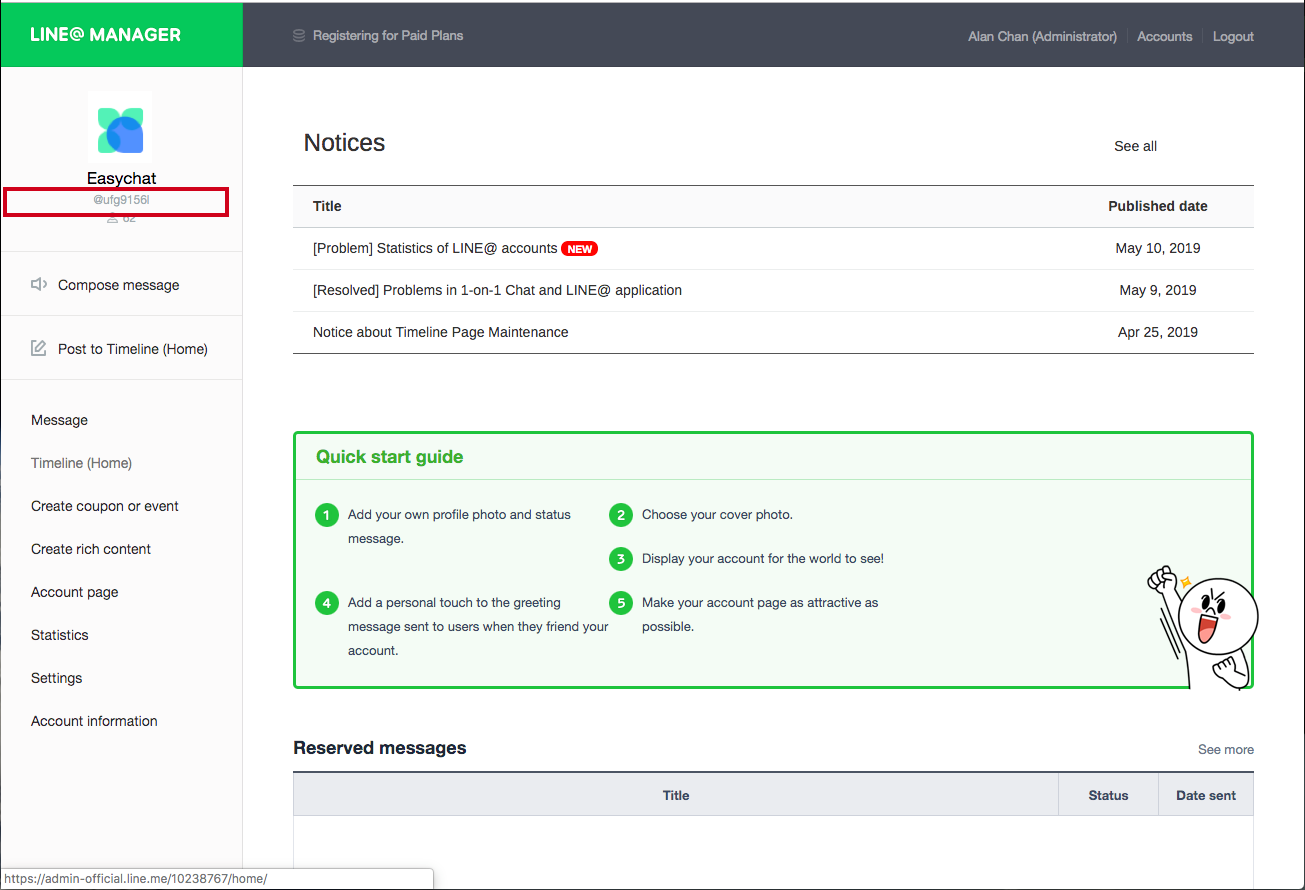 LINE@ MANAGER
Registering for Paid Plans
Alan Chan (Administrator)
Accounts
Logout
Easychat
@ufg9156l
62
Compose message
Post to Timeline (Home)
Message
Timeline (Home)
Create coupon or event
Create rich content
Account page
Statistics
Settings
Account information
Notices
See all
Title Published date
[Problem] Statistics of LINE@ accounts NEW May 10, 2019
[Resolved] Problems in 1-on-1 Chat and LINE@ application May 9, 2019
Notice about Timeline Page Maintenance Apr 25, 2019
Quick start guide
1 Add your own profile photo and status
message.
2 Choose your cover photo.
3 Display your account for the world to see!
4 Add a personal touch to the greeting
message sent to users when they friend your
account.
5 Make your account page as attractive as
possible.
Reserved messages
See more
Title Status Date sent
https://admin-official.line.me/10238767/home/